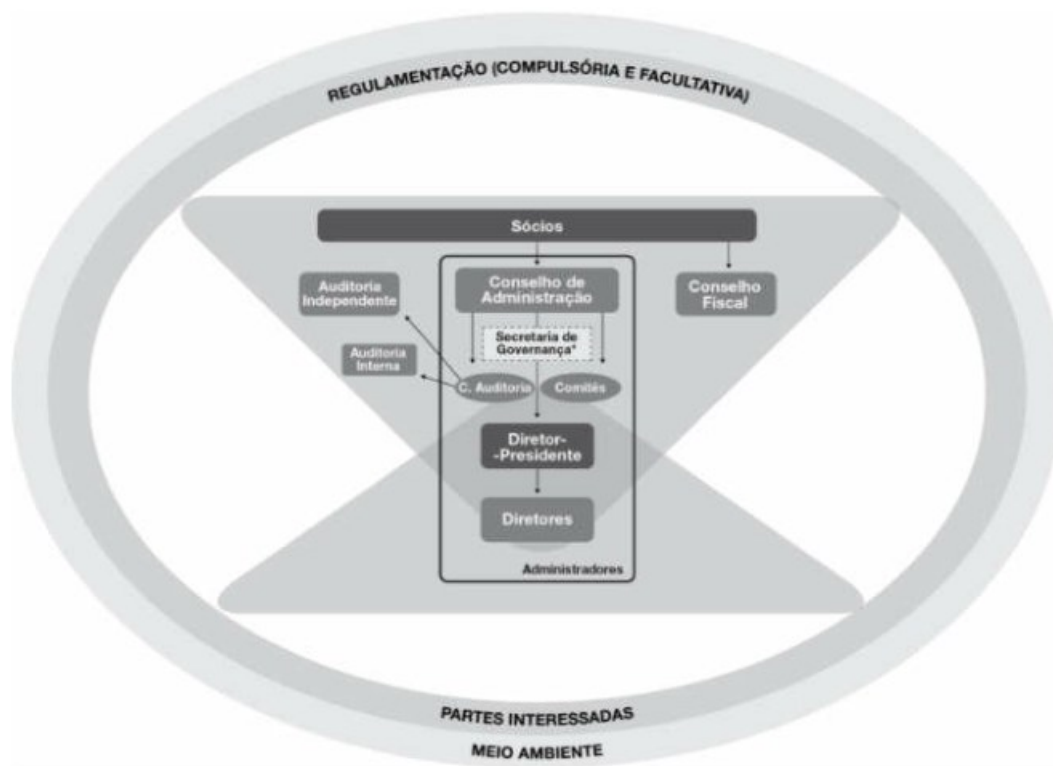 REGULAMENTAÇÃO (COMPULSÓRIA E FACULTATIVA)
Sócios
Auditoria
Independente
Conselho de
Administração
Conselho
Fiscal
Secretaria de
Governança*
Auditoria
Interna
C. Auditoria
Comitês
Diretor-
-Presidente
Diretores
Administradores
PARTES INTERESSADAS
MEIO AMBIENTE